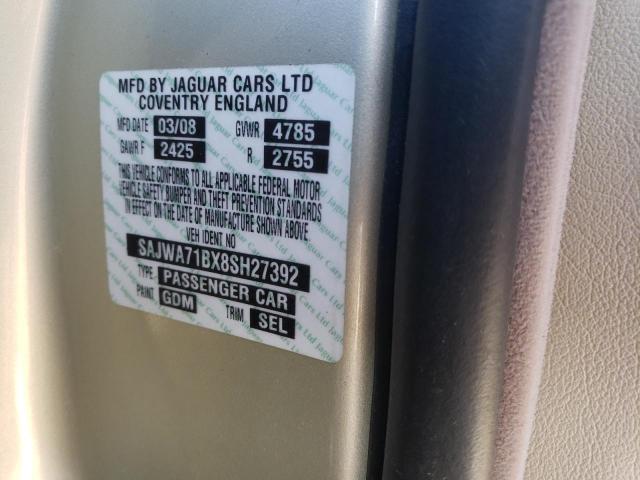 MFD BY JAGUAR CARS LTD
COVENTRY ENGLAND
MFD DATE 03/08 GVWR 4785
GAWR F 2425 R 2755
THIS VEHICLE CONFORMS TO ALL APPLICABLE FEDERAL MOTOR
VEHICLE SAFETY BUMPER AND THEFT PREVENTION STANDARDS
IN EFFECT ON THE DATE OF MANUFACTURE SHOWN ABOVE
VEH IDENT NO
SAJWA71BX8SH27392
TYPE PASSENGER CAR
PAINT GDM TRIM SEL